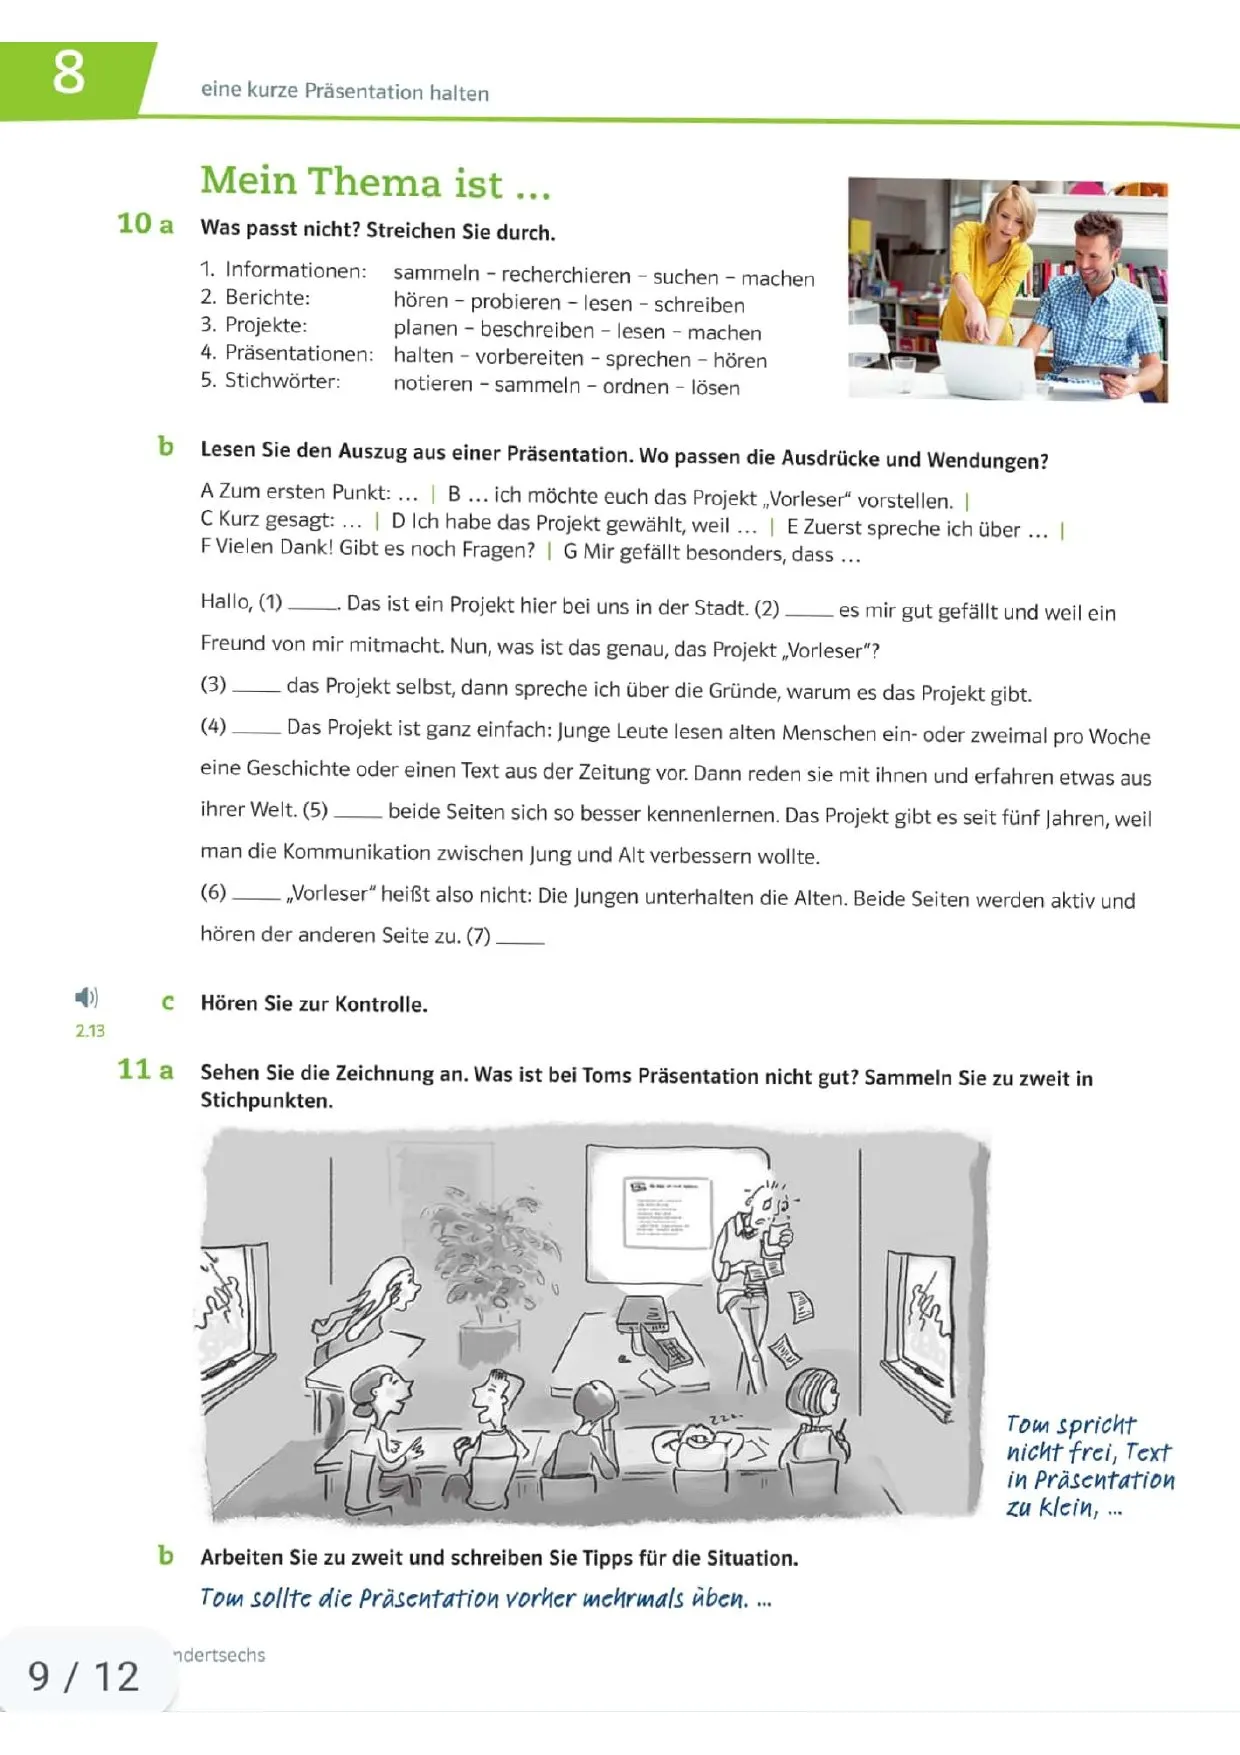 8
eine kurze Präsentation halten
Mein Thema ist ...
10 a Was passt nicht? Streichen Sie durch.
1. Informationen: sammeln – recherchieren – suchen – machen
2. Berichte: hören – probieren – lesen – schreiben
3. Projekte: planen – beschreiben – lesen – machen
4. Präsentationen: halten – vorbereiten – sprechen – hören
5. Stichwörter: notieren – sammeln – ordnen – lösen
b Lesen Sie den Auszug aus einer Präsentation. Wo passen die Ausdrücke und Wendungen?
A Zum ersten Punkt: ... | B ... ich möchte euch das Projekt „Vorleser“ vorstellen. |
C Kurz gesagt: ... | D Ich habe das Projekt gewählt, weil ... | E Zuerst spreche ich über ... |
F Vielen Dank! Gibt es noch Fragen? | G Mir gefällt besonders, dass ...
Hallo, (1) ____. Das ist ein Projekt hier bei uns in der Stadt. (2) ____ es mir gut gefällt und weil ein
Freund von mir mitmacht. Nun, was ist das genau, das Projekt „Vorleser“?
(3) ____ das Projekt selbst, dann spreche ich über die Gründe, warum es das Projekt gibt.
(4) ____ Das Projekt ist ganz einfach: Junge Leute lesen alten Menschen ein- oder zweimal pro Woche
eine Geschichte oder einen Text aus der Zeitung vor. Dann reden sie mit ihnen und erfahren etwas aus
ihrer Welt. (5) ____ beide Seiten sich so besser kennenlernen. Das Projekt gibt es seit fünf Jahren, weil
man die Kommunikation zwischen Jung und Alt verbessern wollte.
(6) ____ „Vorleser“ heißt also nicht: Die Jungen unterhalten die Alten. Beide Seiten werden aktiv und
hören der anderen Seite zu. (7) ____
c Hören Sie zur Kontrolle.
2.13
11 a Sehen Sie die Zeichnung an. Was ist bei Toms Präsentation nicht gut? Sammeln Sie zu zweit in
Stichpunkten.
zzz..
Tom spricht
nicht frei, Text
in Präsentation
zu klein, ...
b Arbeiten Sie zu zweit und schreiben Sie Tipps für die Situation.
Tom sollte die Präsentation vorher mehrmals üben. ...
ndertsechs
9 / 12